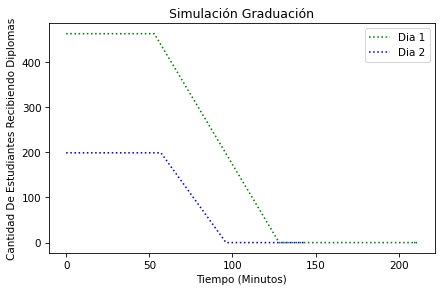 Simulación Graduación
Cantidad De Estudiantes Recibiendo Diplomas
400
300
200
100
0
Dia 1
Dia 2
0
50
100
150
200
Tiempo (Minutos)